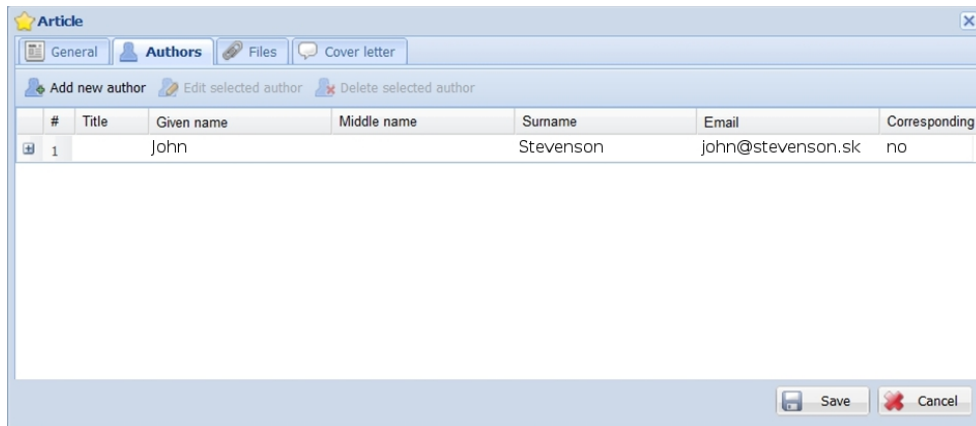 Article
General Authors Files Cover letter
Add new author Edit selected author Delete selected author
# Title Given name Middle name Surname Email Corresponding
1 John Stevenson john@stevenson.sk no
Save Cancel